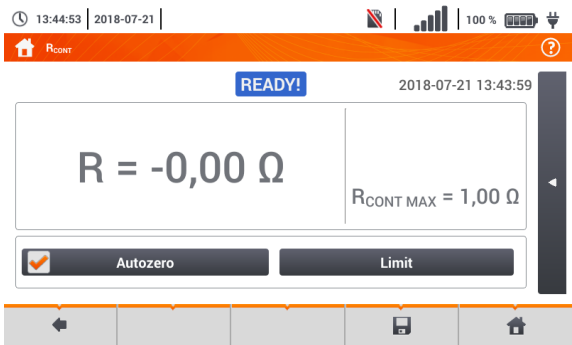 13:44:53 2018-07-21 100 %
RCONT
READY! 2018-07-21 13:43:59
R = -0,00 Ω
RCONT MAX = 1,00 Ω
Autozero Limit